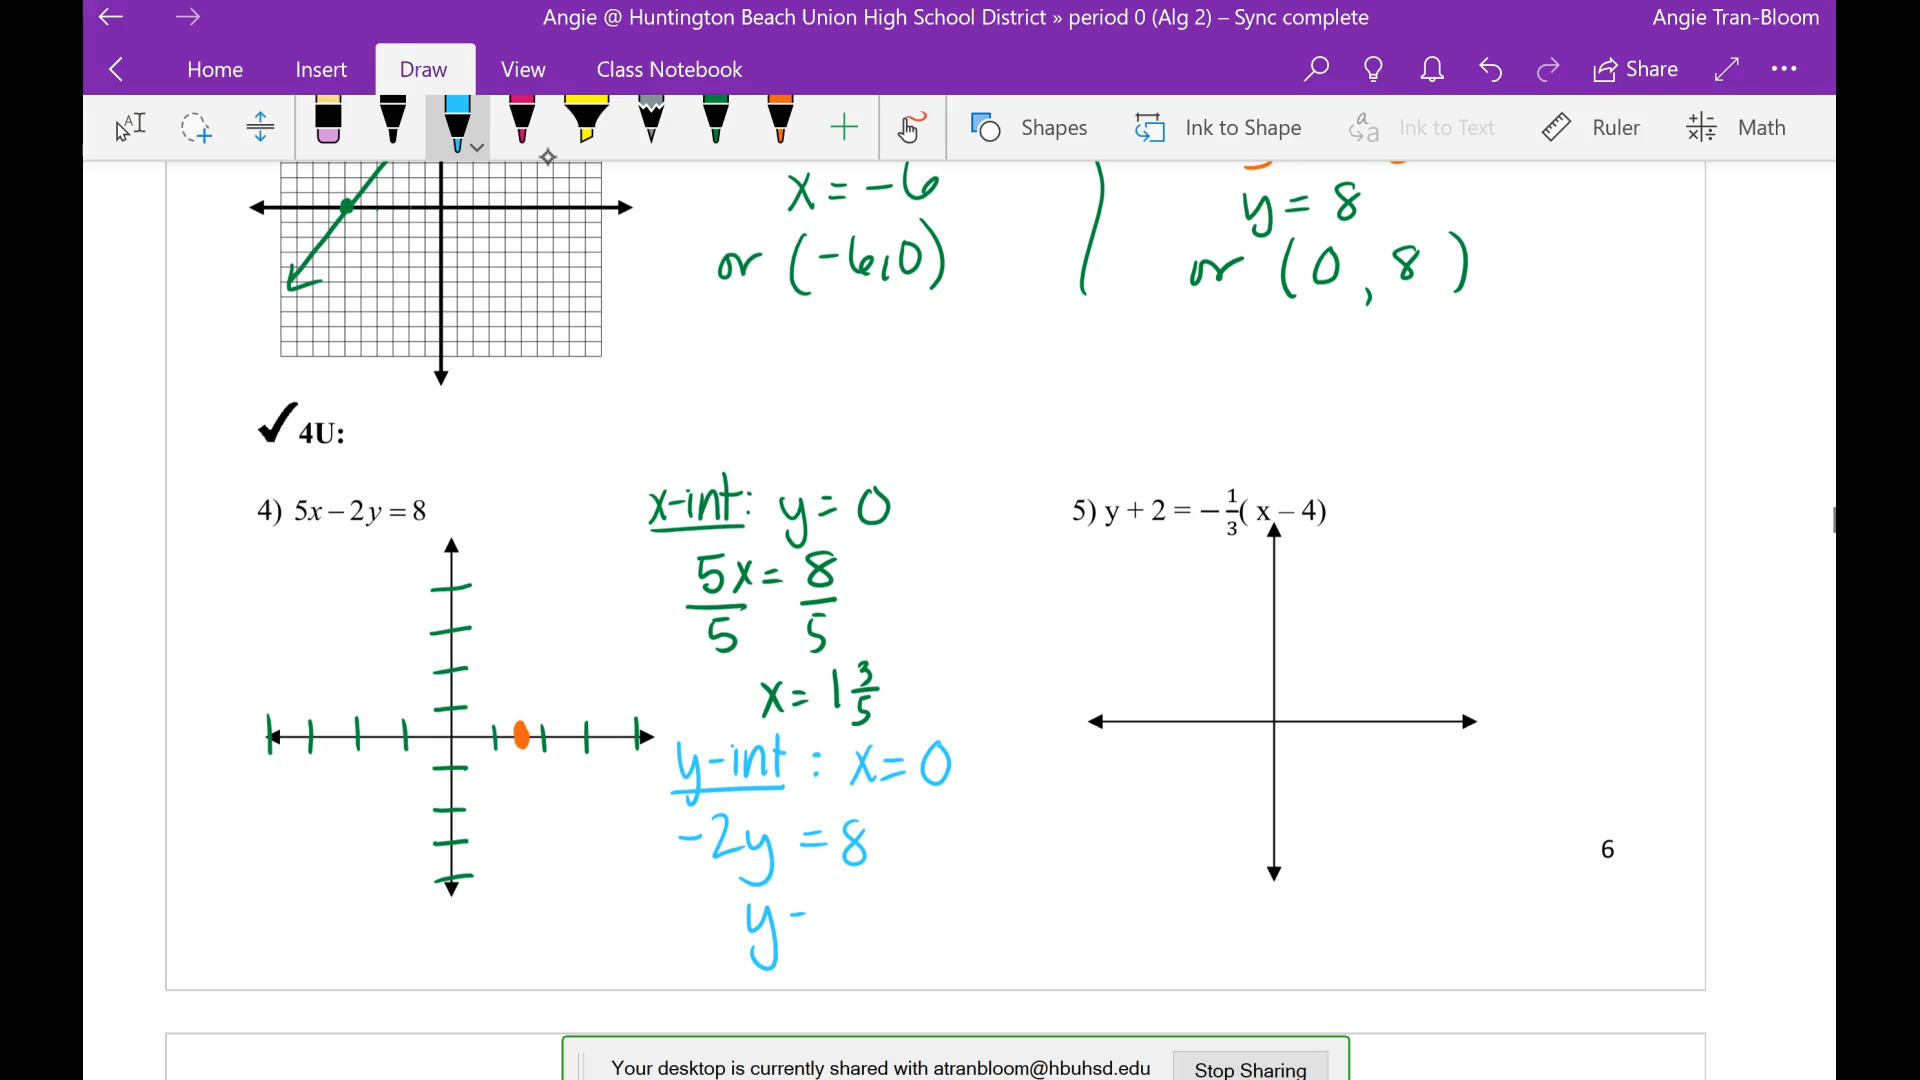 Angie @ Huntington Beach Union High School District » period 0 (Alg 2) – Sync complete
Angie Tran-Bloom
Home Insert Draw View Class Notebook Share
Shapes Ink to Shape Ink to Text Ruler Math
x = -6
or (-6,0)
y = 8
or (0, 8)
4U:
4) 5x – 2y = 8
x-int: y = 0
5x = 8
5 5
x = 1 3/5
y-int : x = 0
-2y = 8
y -
5) y + 2 = – 1/3 ( x – 4)
6
Your desktop is currently shared with atranbloom@hbuhsd.edu Stop Sharing